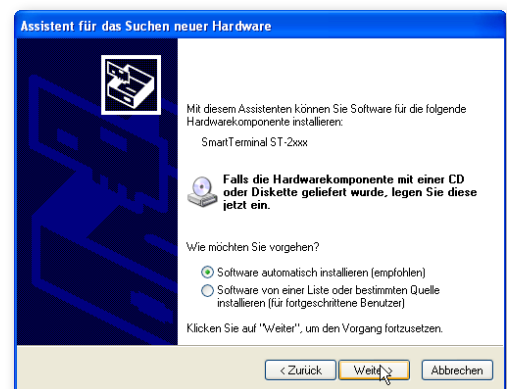 Assistent für das Suchen neuer Hardware
Mit diesem Assistenten können Sie Software für die folgende
Hardwarekomponente installieren:
SmartTerminal ST-2xxx
Falls die Hardwarekomponente mit einer CD
oder Diskette geliefert wurde, legen Sie diese
jetzt ein.
Wie möchten Sie vorgehen?
Software automatisch installieren (empfohlen)
Software von einer Liste oder bestimmten Quelle
installieren (für fortgeschrittene Benutzer)
Klicken Sie auf "Weiter", um den Vorgang fortzusetzen.
< Zurück Weiter > Abbrechen